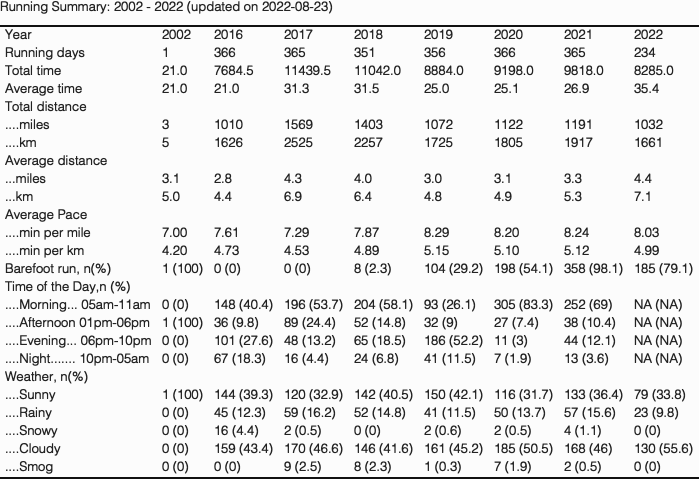 Running Summary: 2002 - 2022 (updated on 2022-08-23)
Year 2002 2016 2017 2018 2019 2020 2021 2022
Running days 1 366 365 351 356 366 365 234
Total time 21.0 7684.5 11439.5 11042.0 8884.0 9198.0 9818.0 8285.0
Average time 21.0 21.0 31.3 31.5 25.0 25.1 26.9 35.4
Total distance
....miles 3 1010 1569 1403 1072 1122 1191 1032
....km 5 1626 2525 2257 1725 1805 1917 1661
Average distance
...miles 3.1 2.8 4.3 4.0 3.0 3.1 3.3 4.4
...km 5.0 4.4 6.9 6.4 4.8 4.9 5.3 7.1
Average Pace
....min per mile 7.00 7.61 7.29 7.87 8.29 8.20 8.24 8.03
....min per km 4.20 4.73 4.53 4.89 5.15 5.10 5.12 4.99
Barefoot run, n(%) 1 (100) 0 (0) 0 (0) 8 (2.3) 104 (29.2) 198 (54.1) 358 (98.1) 185 (79.1)
Time of the Day,n (%)
....Morning... 05am-11am 0 (0) 148 (40.4) 196 (53.7) 204 (58.1) 93 (26.1) 305 (83.3) 252 (69) NA (NA)
....Afternoon 01pm-06pm 1 (100) 36 (9.8) 89 (24.4) 52 (14.8) 32 (9) 27 (7.4) 38 (10.4) NA (NA)
....Evening... 06pm-10pm 0 (0) 101 (27.6) 48 (13.2) 65 (18.5) 186 (52.2) 11 (3) 44 (12.1) NA (NA)
....Night....... 10pm-05am 0 (0) 67 (18.3) 16 (4.4) 24 (6.8) 41 (11.5) 7 (1.9) 13 (3.6) NA (NA)
Weather, n(%)
....Sunny 1 (100) 144 (39.3) 120 (32.9) 142 (40.5) 150 (42.1) 116 (31.7) 133 (36.4) 79 (33.8)
....Rainy 0 (0) 45 (12.3) 59 (16.2) 52 (14.8) 41 (11.5) 50 (13.7) 57 (15.6) 23 (9.8)
....Snowy 0 (0) 16 (4.4) 2 (0.5) 0 (0) 2 (0.6) 2 (0.5) 4 (1.1) 0 (0)
....Cloudy 0 (0) 159 (43.4) 170 (46.6) 146 (41.6) 161 (45.2) 185 (50.5) 168 (46) 130 (55.6)
....Smog 0 (0) 0 (0) 9 (2.5) 8 (2.3) 1 (0.3) 7 (1.9) 2 (0.5) 0 (0)